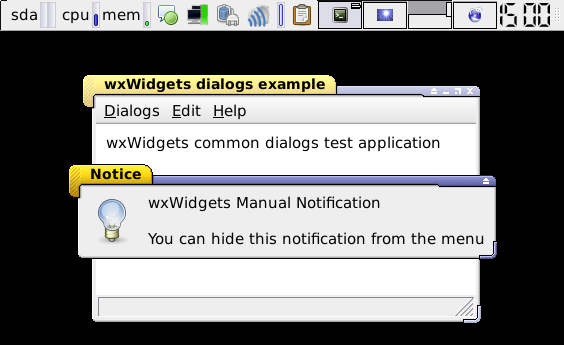 sda cpu mem 15 00
wxWidgets dialogs example
Dialogs Edit Help
wxWidgets common dialogs test application
Notice
wxWidgets Manual Notification
You can hide this notification from the menu